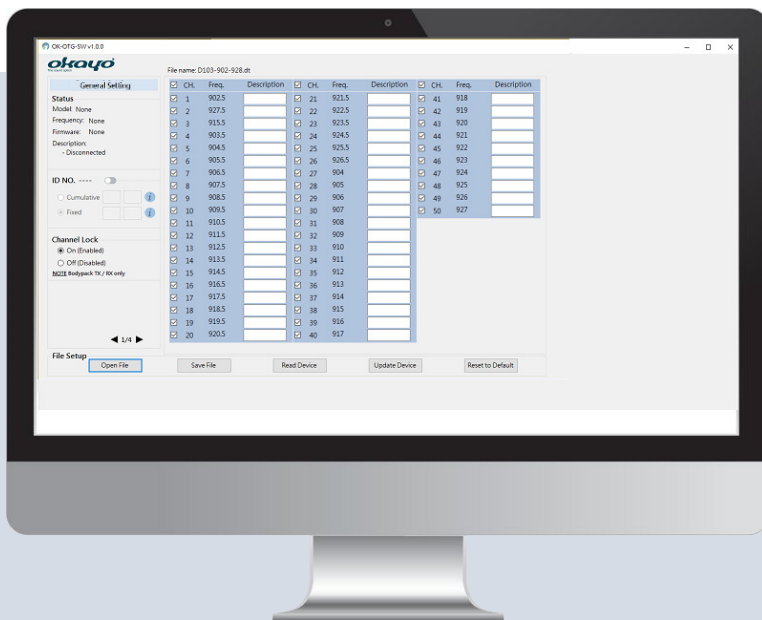 OK-OTG-SW v1.0.0
okayo
File name: D103-902-928.dt
General Setting
Status
Model: None
Frequency: None
Firmware: None
Description:
- Disconnected
ID NO. ----
Cumulative
Fixed
Channel Lock
On (Enabled)
Off (Disabled)
NOTE Bodypack TX / RX only
1/4
CH. Freq. Description CH. Freq. Description CH. Freq. Description
1 902.5 21 921.5 41 918
2 927.5 22 922.5 42 919
3 915.5 23 923.5 43 920
4 903.5 24 924.5 44 921
5 904.5 25 925.5 45 922
6 905.5 26 926.5 46 923
7 906.5 27 904 47 924
8 907.5 28 905 48 925
9 908.5 29 906 49 926
10 909.5 30 907 50 927
11 910.5 31 908
12 911.5 32 909
13 912.5 33 910
14 913.5 34 911
15 914.5 35 912
16 916.5 36 913
17 917.5 37 914
18 918.5 38 915
19 919.5 39 916
20 920.5 40 917
File Setup
Open File Save File Read Device Update Device Reset to Default